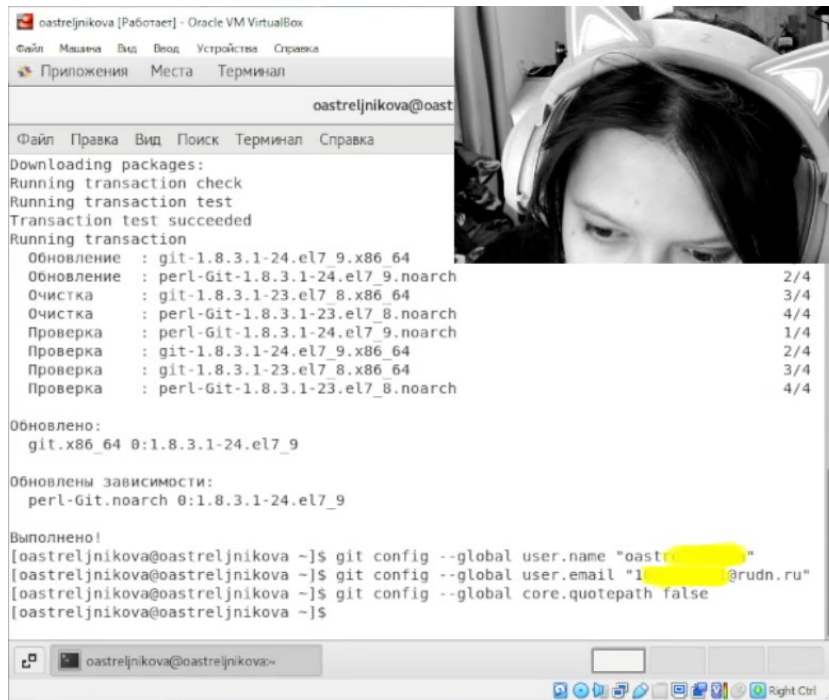 oastreljnikova [Работает] - Oracle VM VirtualBox
Файл Машина Вид Ввод Устройства Справка
Приложения Места Терминал
oastreljnikova@oast
Файл Правка Вид Поиск Терминал Справка
Downloading packages:
Running transaction check
Running transaction test
Transaction test succeeded
Running transaction
Обновление : git-1.8.3.1-24.el7_9.x86_64
Обновление : perl-Git-1.8.3.1-24.el7_9.noarch 2/4
Очистка : git-1.8.3.1-23.el7_8.x86_64 3/4
Очистка : perl-Git-1.8.3.1-23.el7_8.noarch 4/4
Проверка : perl-Git-1.8.3.1-24.el7_9.noarch 1/4
Проверка : git-1.8.3.1-24.el7_9.x86_64 2/4
Проверка : git-1.8.3.1-23.el7_8.x86_64 3/4
Проверка : perl-Git-1.8.3.1-23.el7_8.noarch 4/4
Обновлено:
git.x86_64 0:1.8.3.1-24.el7_9
Обновлены зависимости:
perl-Git.noarch 0:1.8.3.1-24.el7_9
Выполнено!
[oastreljnikova@oastreljnikova ~]$ git config --global user.name "oastr
[oastreljnikova@oastreljnikova ~]$ git config --global user.email "1 @rudn.ru"
[oastreljnikova@oastreljnikova ~]$ git config --global core.quotepath false
[oastreljnikova@oastreljnikova ~]$
oastreljnikova@oastreljnikova:~
Right Ctrl